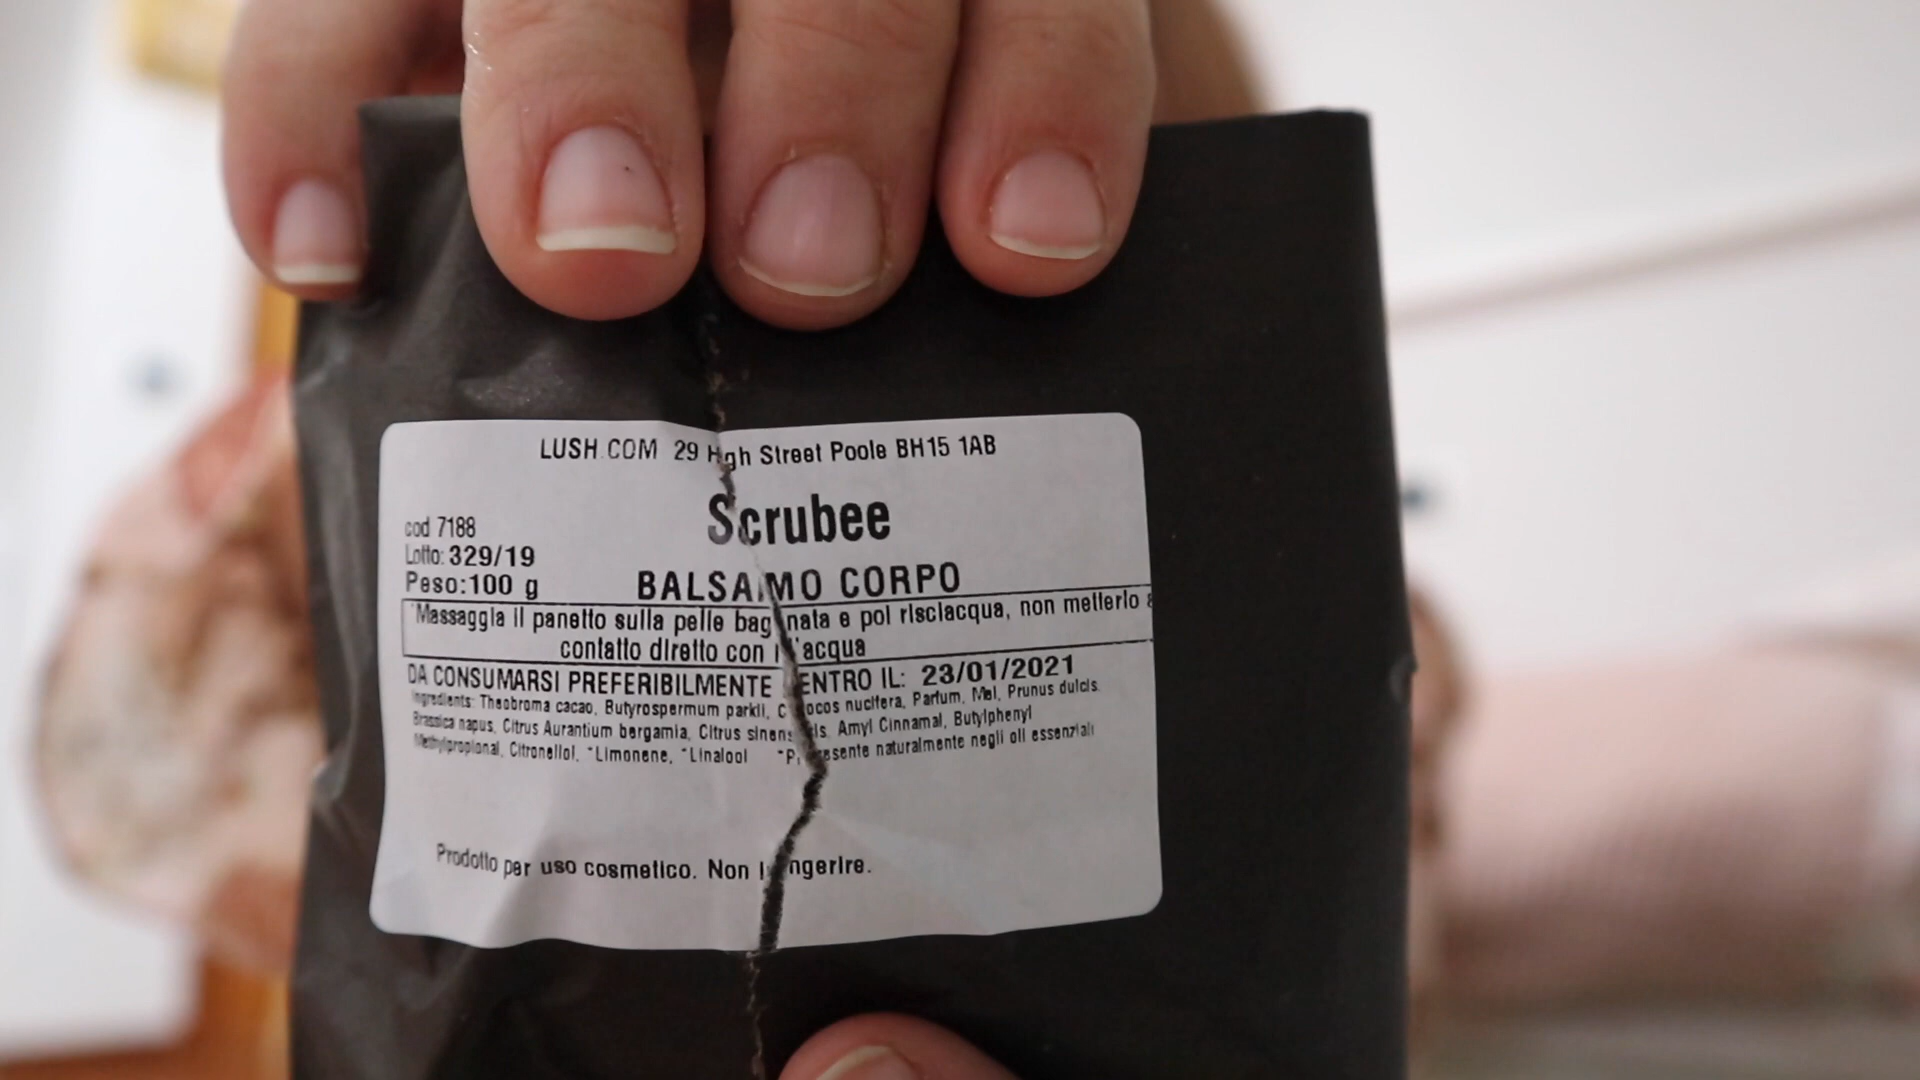 LUSH.COM 29 High Street Poole BH15 1AB
Scrubee
cod 7188
Lotto: 329/19
Peso:100 g
BALSAMO CORPO
Massaggia il panetto sulla pelle bagnata e poi risciacqua, non metterlo a
contatto diretto con l'acqua
DA CONSUMARSI PREFERIBILMENTE ENTRO IL: 23/01/2021
Ingredients: Theobroma cacao, Butyrospermum parkii, Cocos nucifera, Parfum, Mel, Prunus dulcis,
Brassica napus, Citrus Aurantium bergamia, Citrus sinensis, Amyl Cinnamal, Butylphenyl
Methylpropional, Citronellol, *Limonene, *Linalool *Presente naturalmente negli oli essenziali
Prodotto per uso cosmetico. Non ingerire.